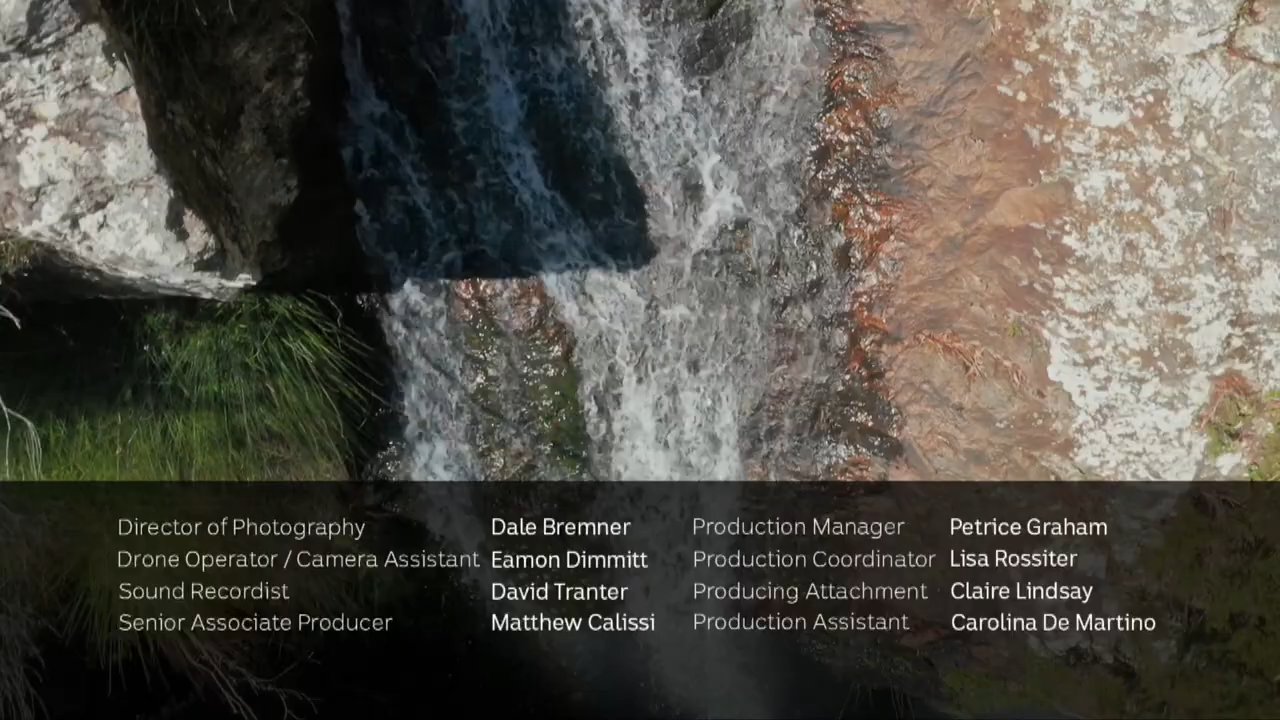 Director of Photography Dale Bremner
Drone Operator / Camera Assistant Eamon Dimmitt
Sound Recordist David Tranter
Senior Associate Producer Matthew Calissi
Production Manager Petrice Graham
Production Coordinator Lisa Rossiter
Producing Attachment Claire Lindsay
Production Assistant Carolina De Martino